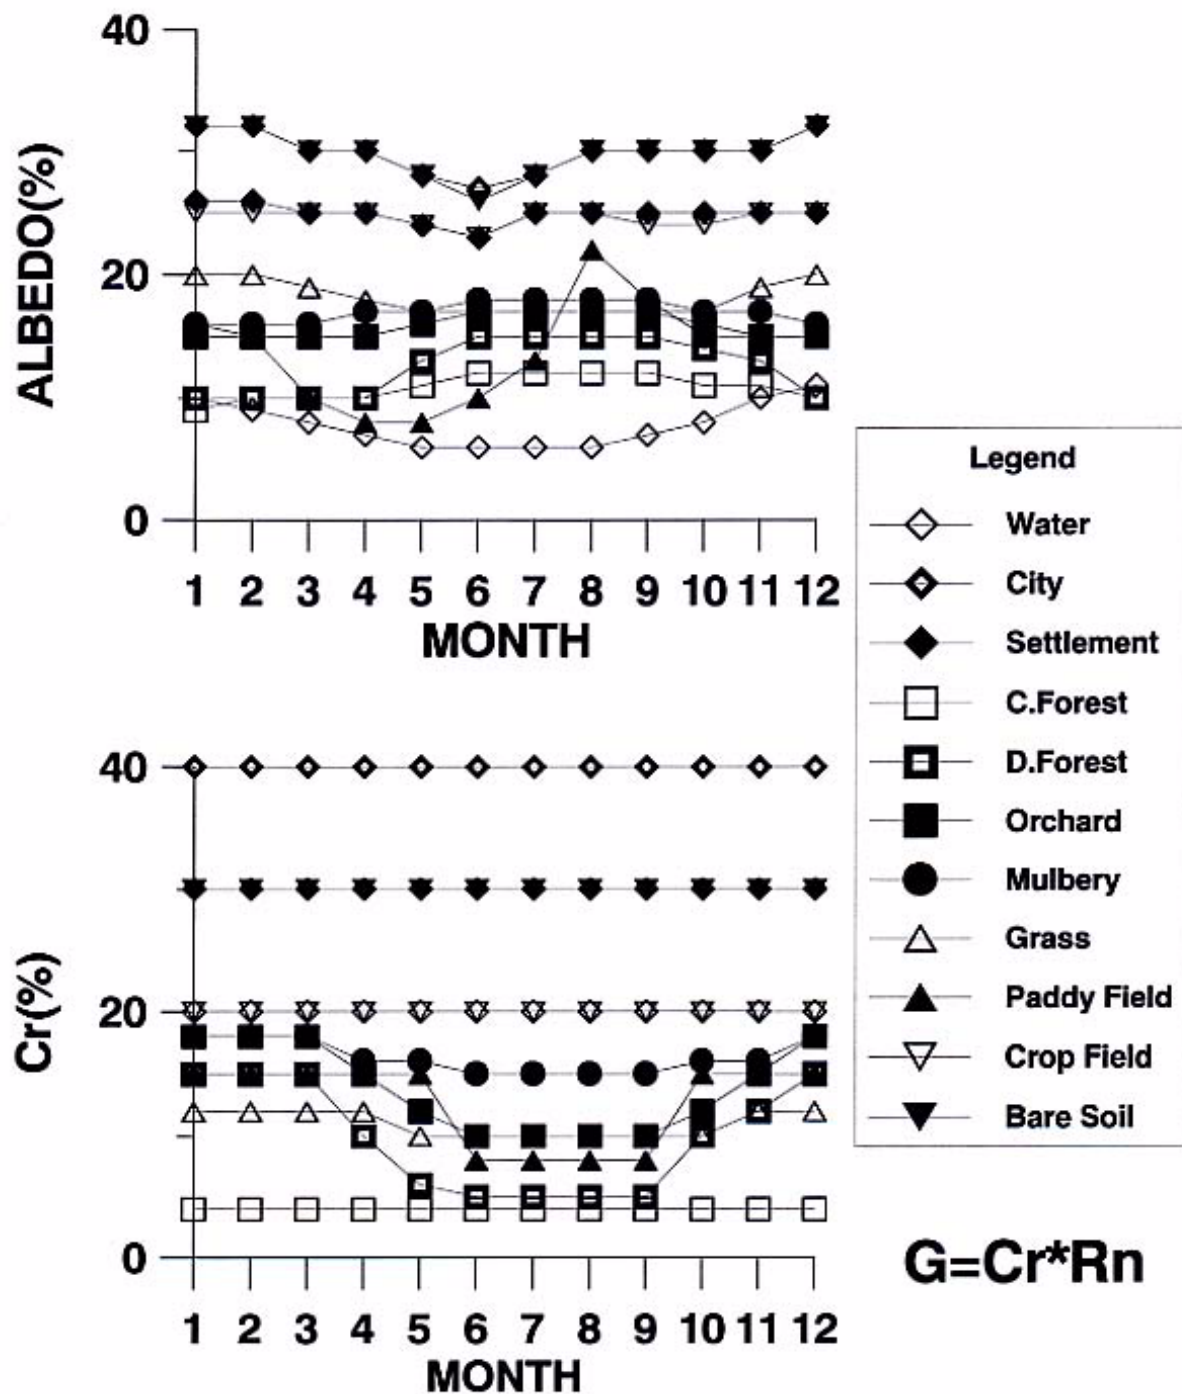 40
20
0
ALBEDO(%)
1 2 3 4 5 6 7 8 9 10 11 12
MONTH
Legend
Water
City
Settlement
C.Forest
D.Forest
Orchard
Mulbery
Grass
Paddy Field
Crop Field
Bare Soil
40
20
0
Cr(%)
1 2 3 4 5 6 7 8 9 10 11 12
MONTH
G=Cr*Rn